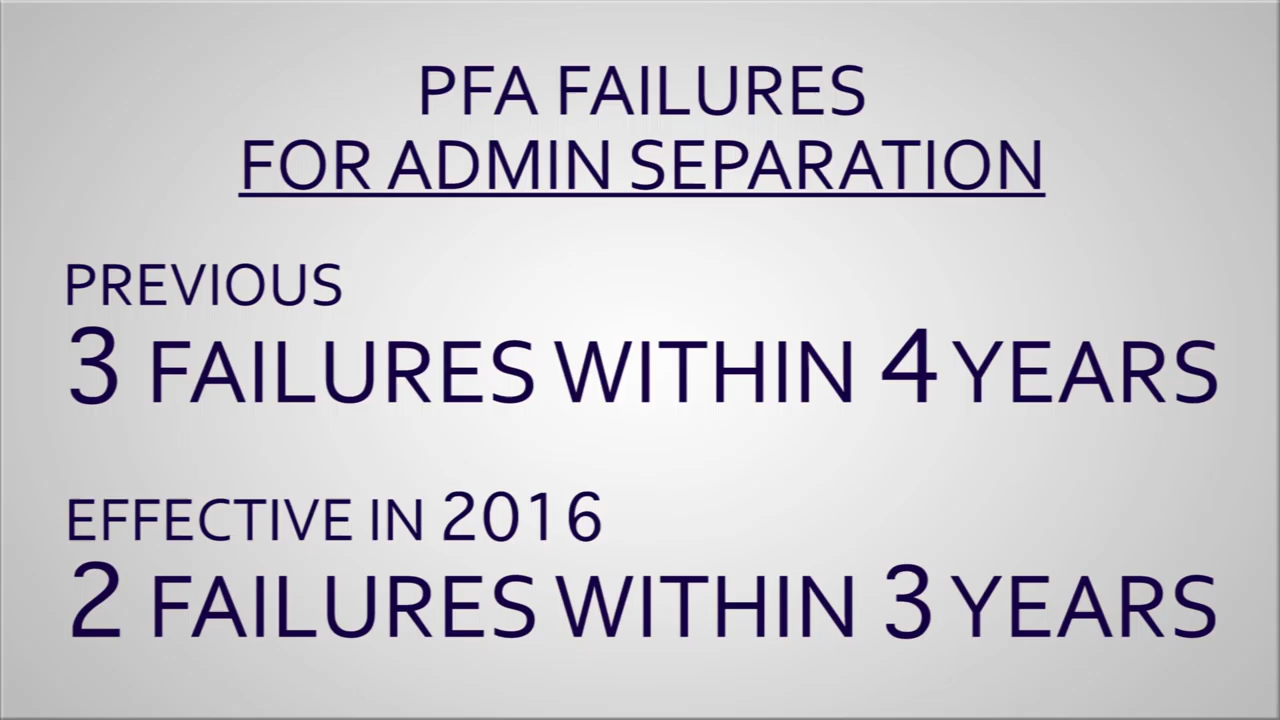 PFA FAILURES
FOR ADMIN SEPARATION
PREVIOUS
3 FAILURES WITHIN 4 YEARS
EFFECTIVE IN 2016
2 FAILURES WITHIN 3 YEARS